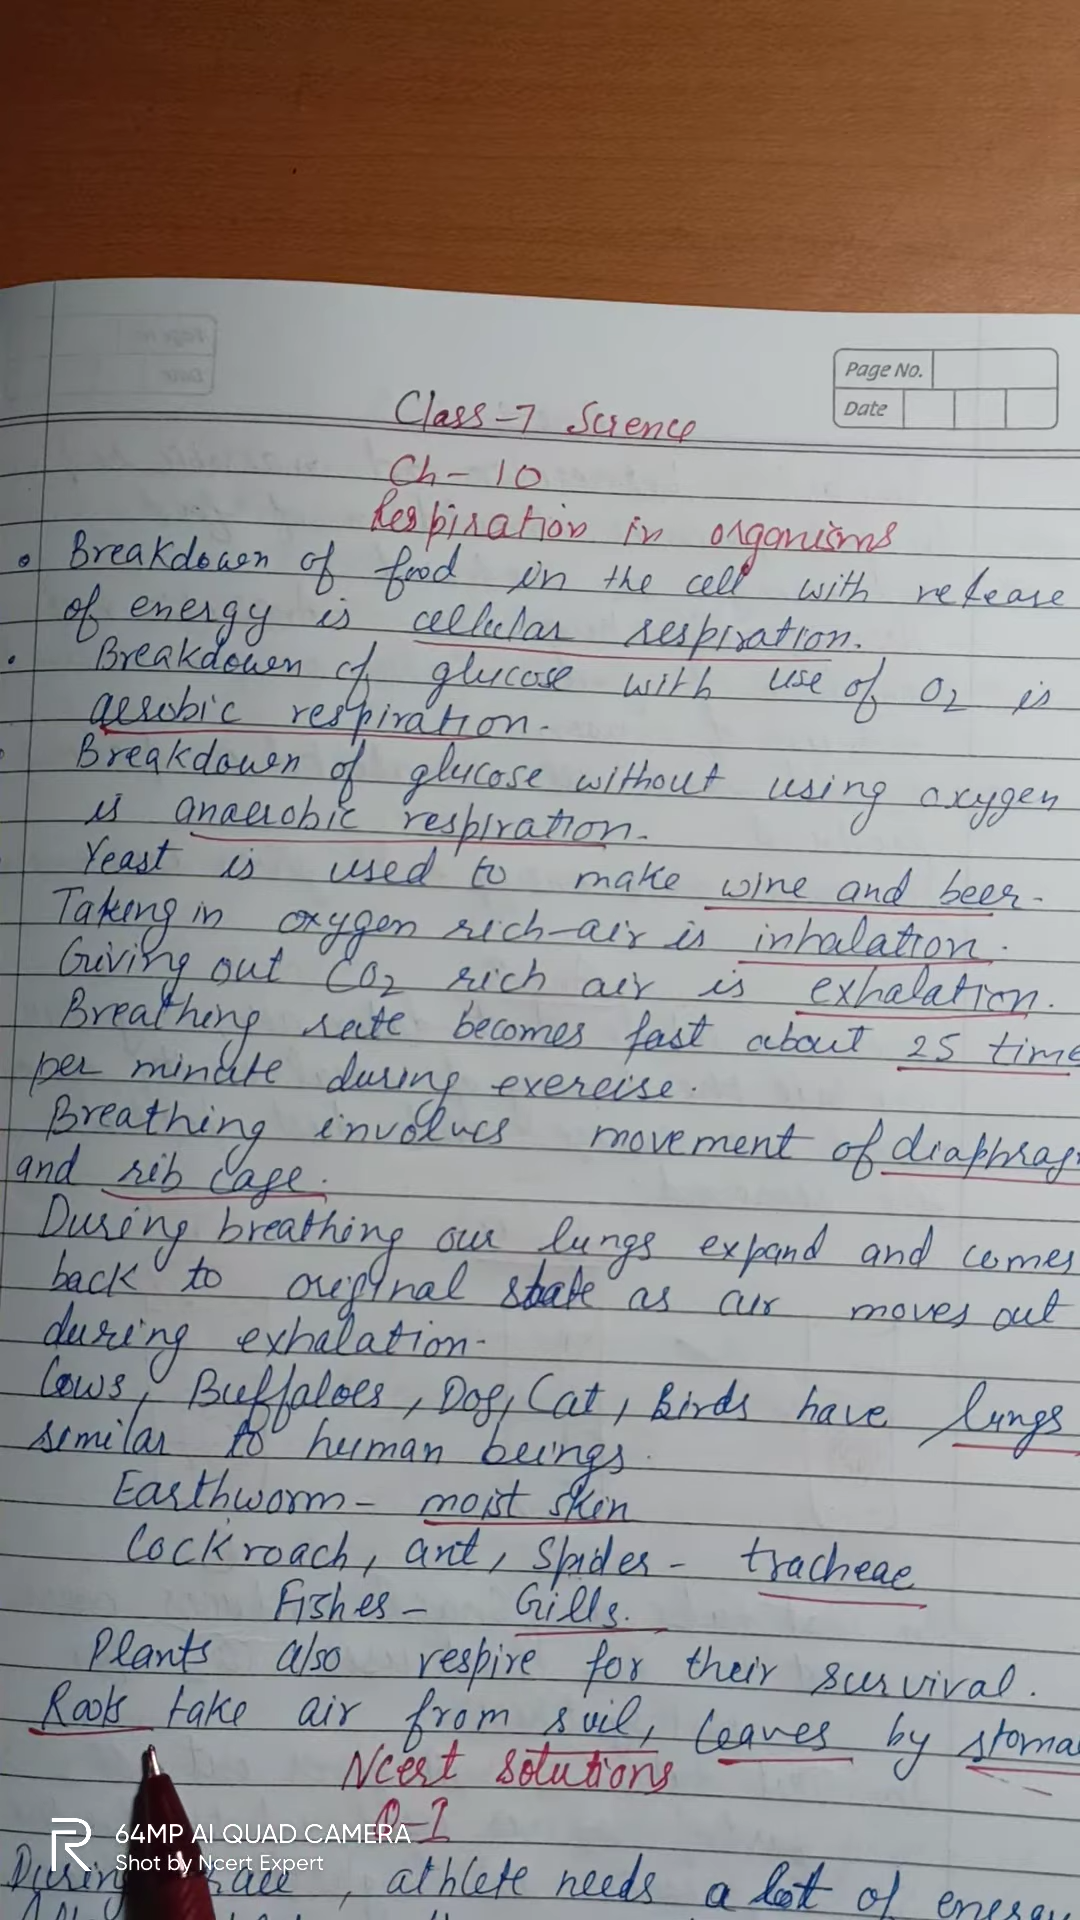 Page No.
Date
Class-7 Science
Ch-10
Respiration in organisms
Breakdown of food in the cell with release
of energy is cellular respiration.
Breakdown of glucose with use of O2 is
aerobic respiration.
Breakdown of glucose without using oxygen
is anaerobic respiration.
Yeast is used to make wine and beer.
Taking in oxygen rich-air is inhalation.
Giving out CO2 rich air is exhalation.
Breathing rate becomes fast about 25 time
per minute during exercise.
Breathing involves movement of diaphrag
and rib cage.
During breathing our lungs expand and comes
back to original state as air moves out
during exhalation.
Cows, Buffaloes, Dog, Cat, Birds have lungs
similar to human beings.
Earthworm - moist skin
Cockroach, ant, Spider - tracheae
Fishes - Gills.
Plants also respire for their survival.
Roots take air from soil, leaves by stoma
Ncert Solutions
Q-1
64MP AI QUAD CAMERA
Shot by Ncert Expert
During race, athlete needs a lot of energy